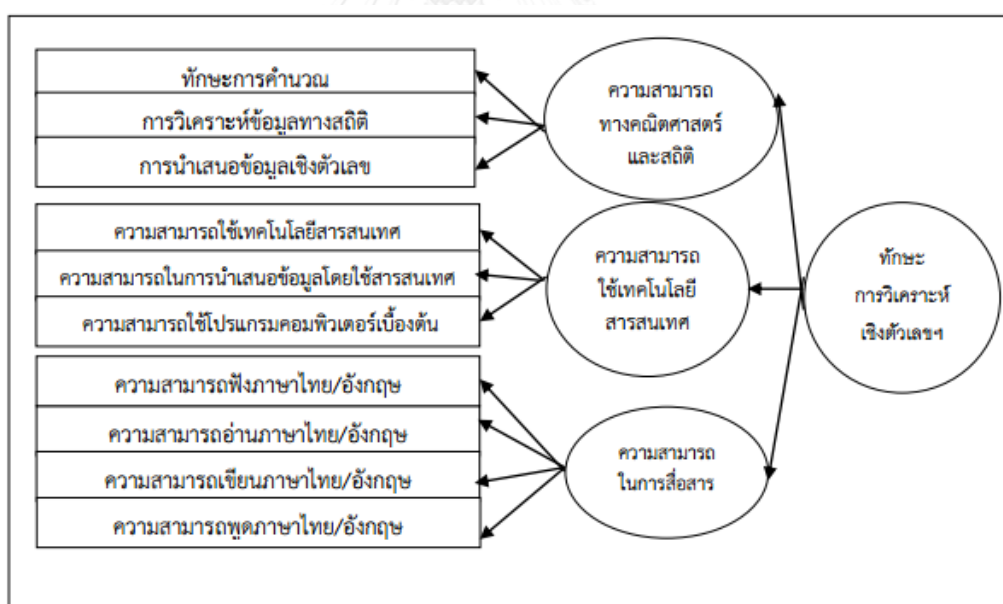 ทักษะการคำนวณ
การวิเคราะห์ข้อมูลทางสถิติ
การนำเสนอข้อมูลเชิงตัวเลข
ความสามารถใช้เทคโนโลยีสารสนเทศ
ความสามารถในการนำเสนอข้อมูลโดยใช้สารสนเทศ
ความสามารถใช้โปรแกรมคอมพิวเตอร์เบื้องต้น
ความสามารถฟังภาษาไทย/อังกฤษ
ความสามารถอ่านภาษาไทย/อังกฤษ
ความสามารถเขียนภาษาไทย/อังกฤษ
ความสามารถพูดภาษาไทย/อังกฤษ
ความสามารถ
ทางคณิตศาสตร์
และสถิติ
ความสามารถ
ใช้เทคโนโลยี
สารสนเทศ
ความสามารถ
ในการสื่อสาร
ทักษะ
การวิเคราะห์
เชิงตัวเลขฯ